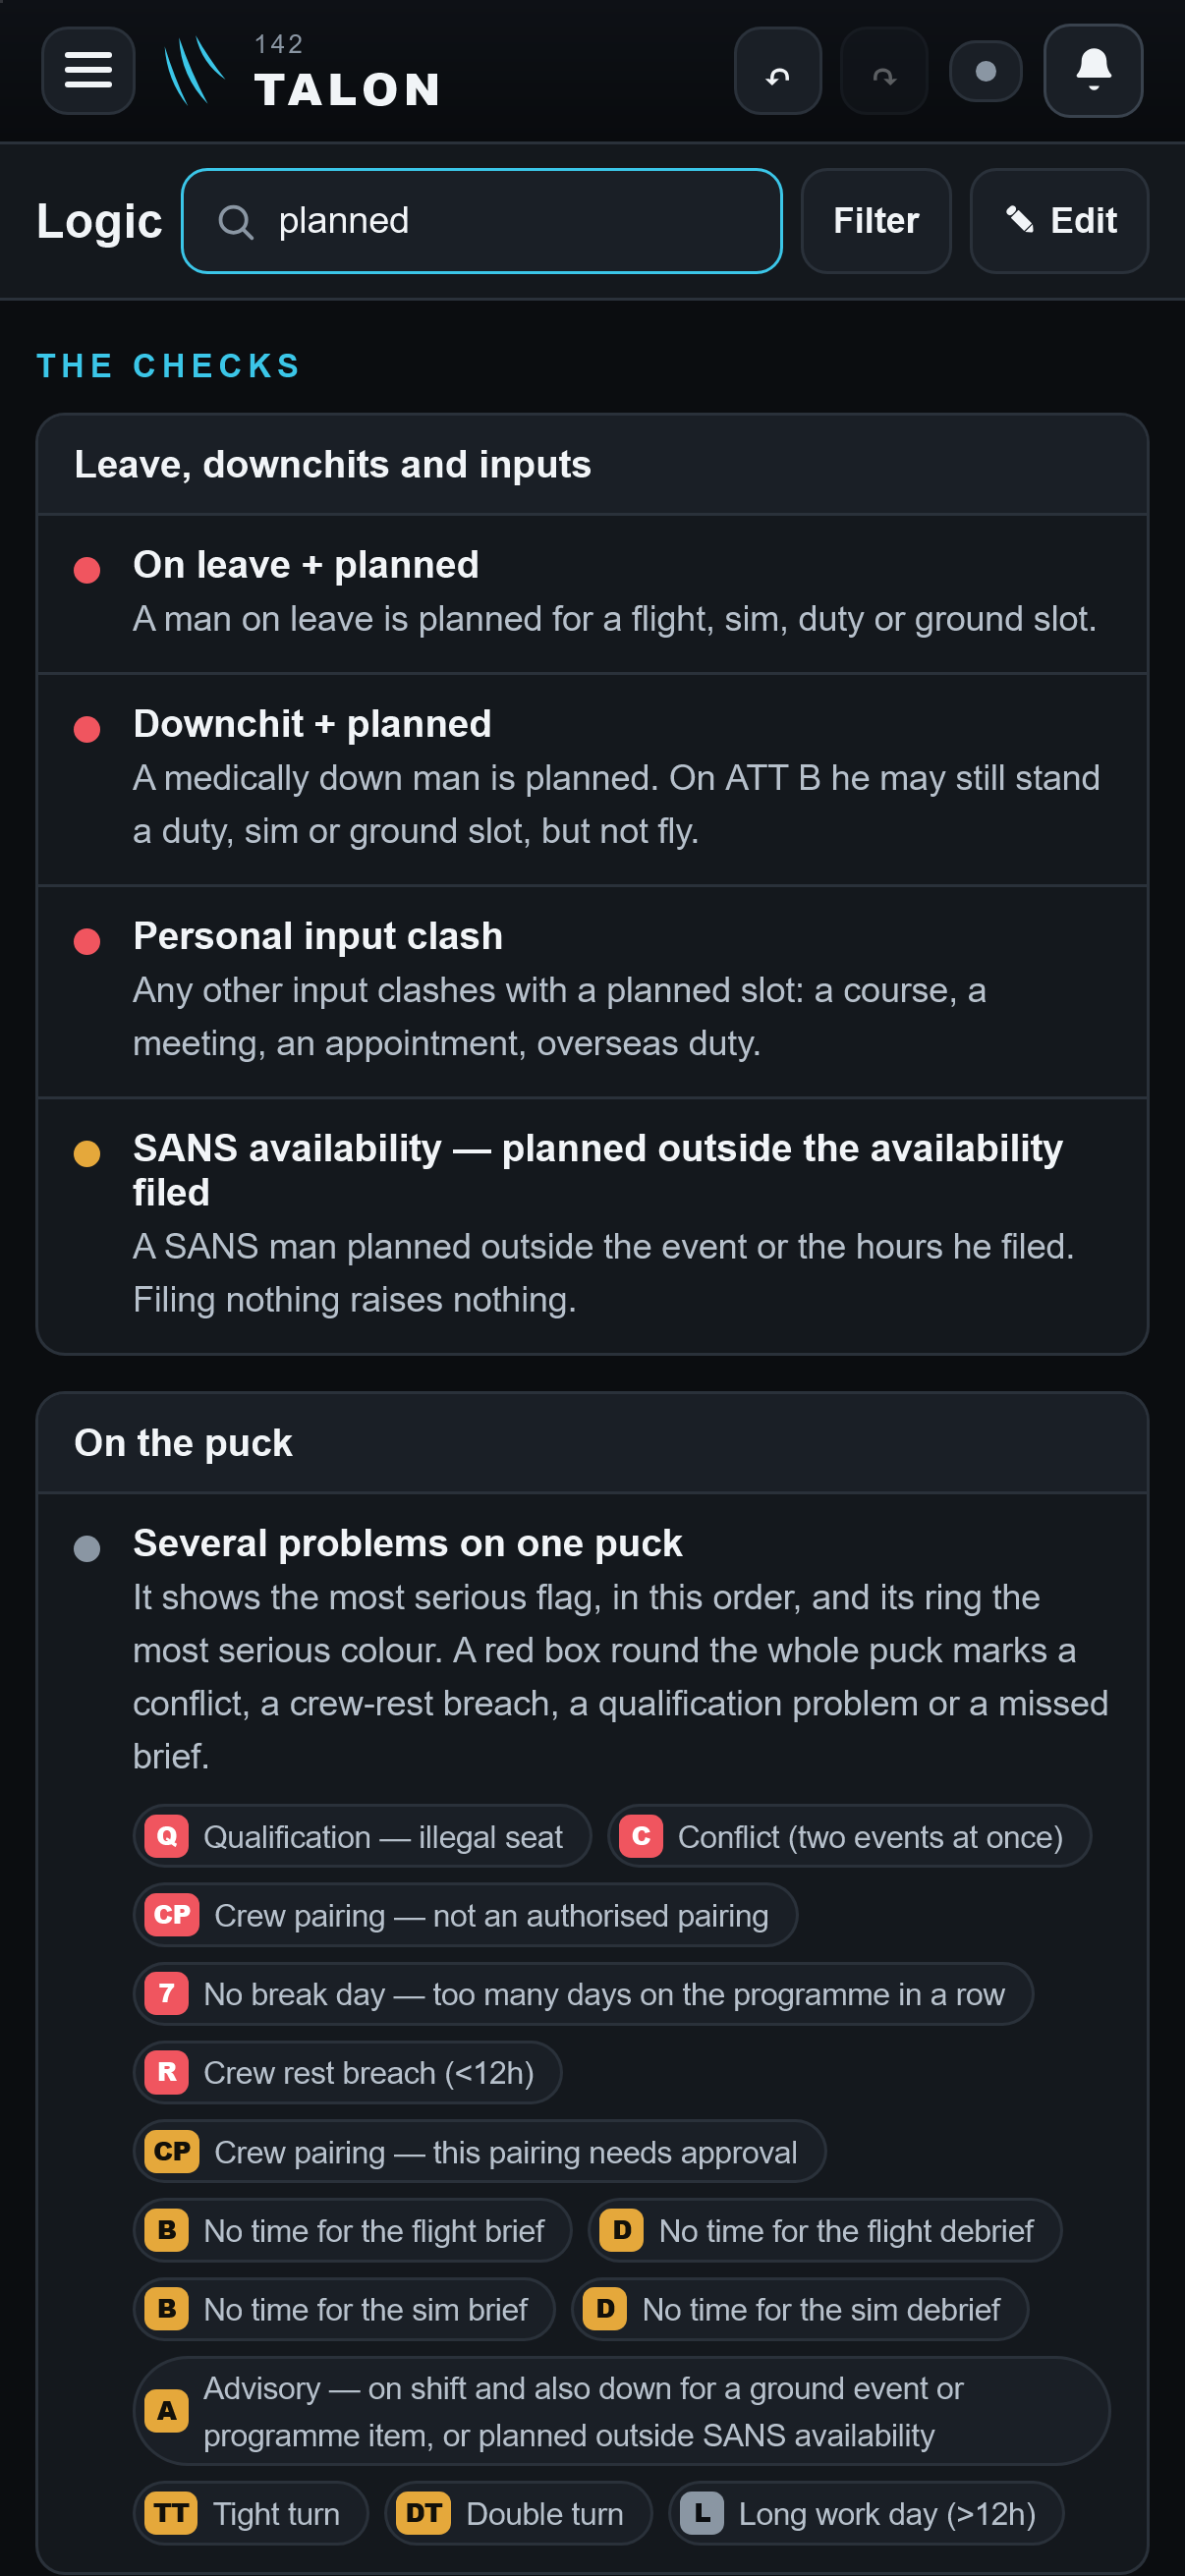 142
TALON
Logic
planned
Filter
Edit
THE CHECKS
Leave, downchits and inputs
On leave + planned
A man on leave is planned for a flight, sim, duty or ground slot.
Downchit + planned
A medically down man is planned. On ATT B he may still stand
a duty, sim or ground slot, but not fly.
Personal input clash
Any other input clashes with a planned slot: a course, a
meeting, an appointment, overseas duty.
SANS availability — planned outside the availability
filed
A SANS man planned outside the event or the hours he filed.
Filing nothing raises nothing.
On the puck
Several problems on one puck
It shows the most serious flag, in this order, and its ring the
most serious colour. A red box round the whole puck marks a
conflict, a crew-rest breach, a qualification problem or a missed
brief.
Q Qualification — illegal seat C Conflict (two events at once)
CP Crew pairing — not an authorised pairing
7 No break day — too many days on the programme in a row
R Crew rest breach (<12h)
CP Crew pairing — this pairing needs approval
B No time for the flight brief D No time for the flight debrief
B No time for the sim brief D No time for the sim debrief
A Advisory — on shift and also down for a ground event or
programme item, or planned outside SANS availability
TT Tight turn DT Double turn L Long work day (>12h)